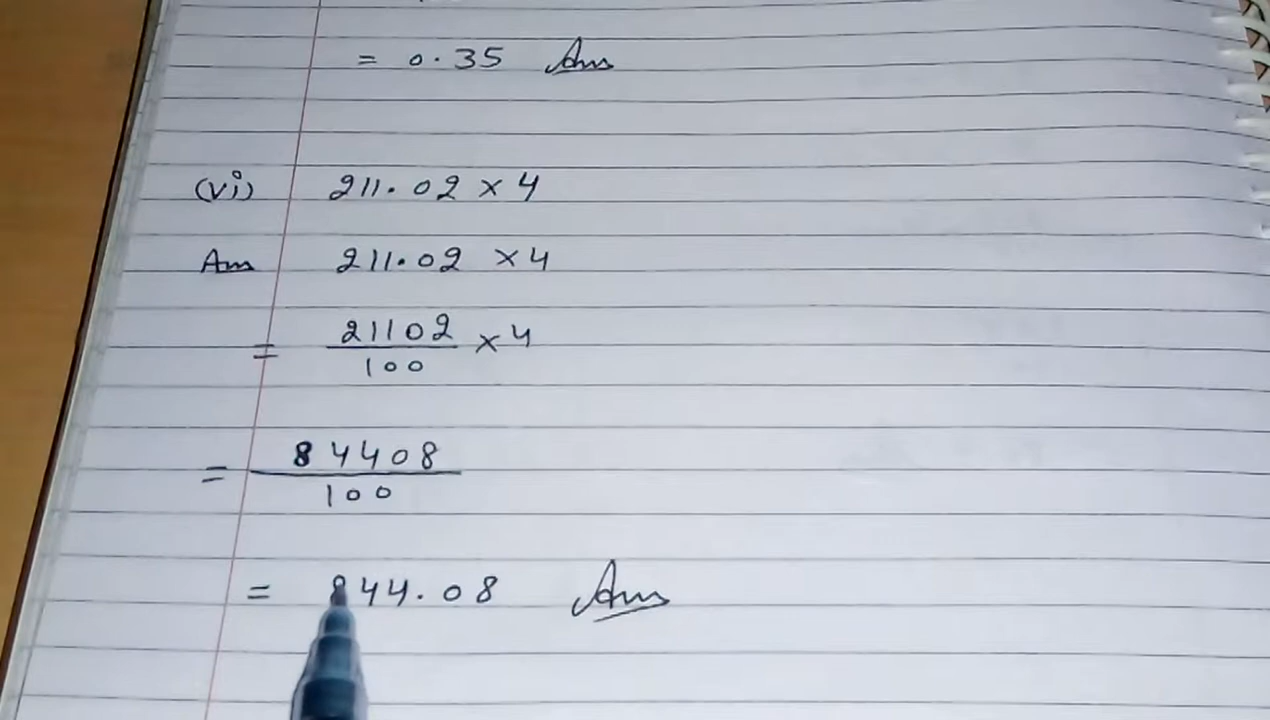 = 0.35 Ans
(vi) 211.02 × 4
Ans 211.02 × 4
= 21102/100 × 4
= 84408/100
= 844.08 Ans